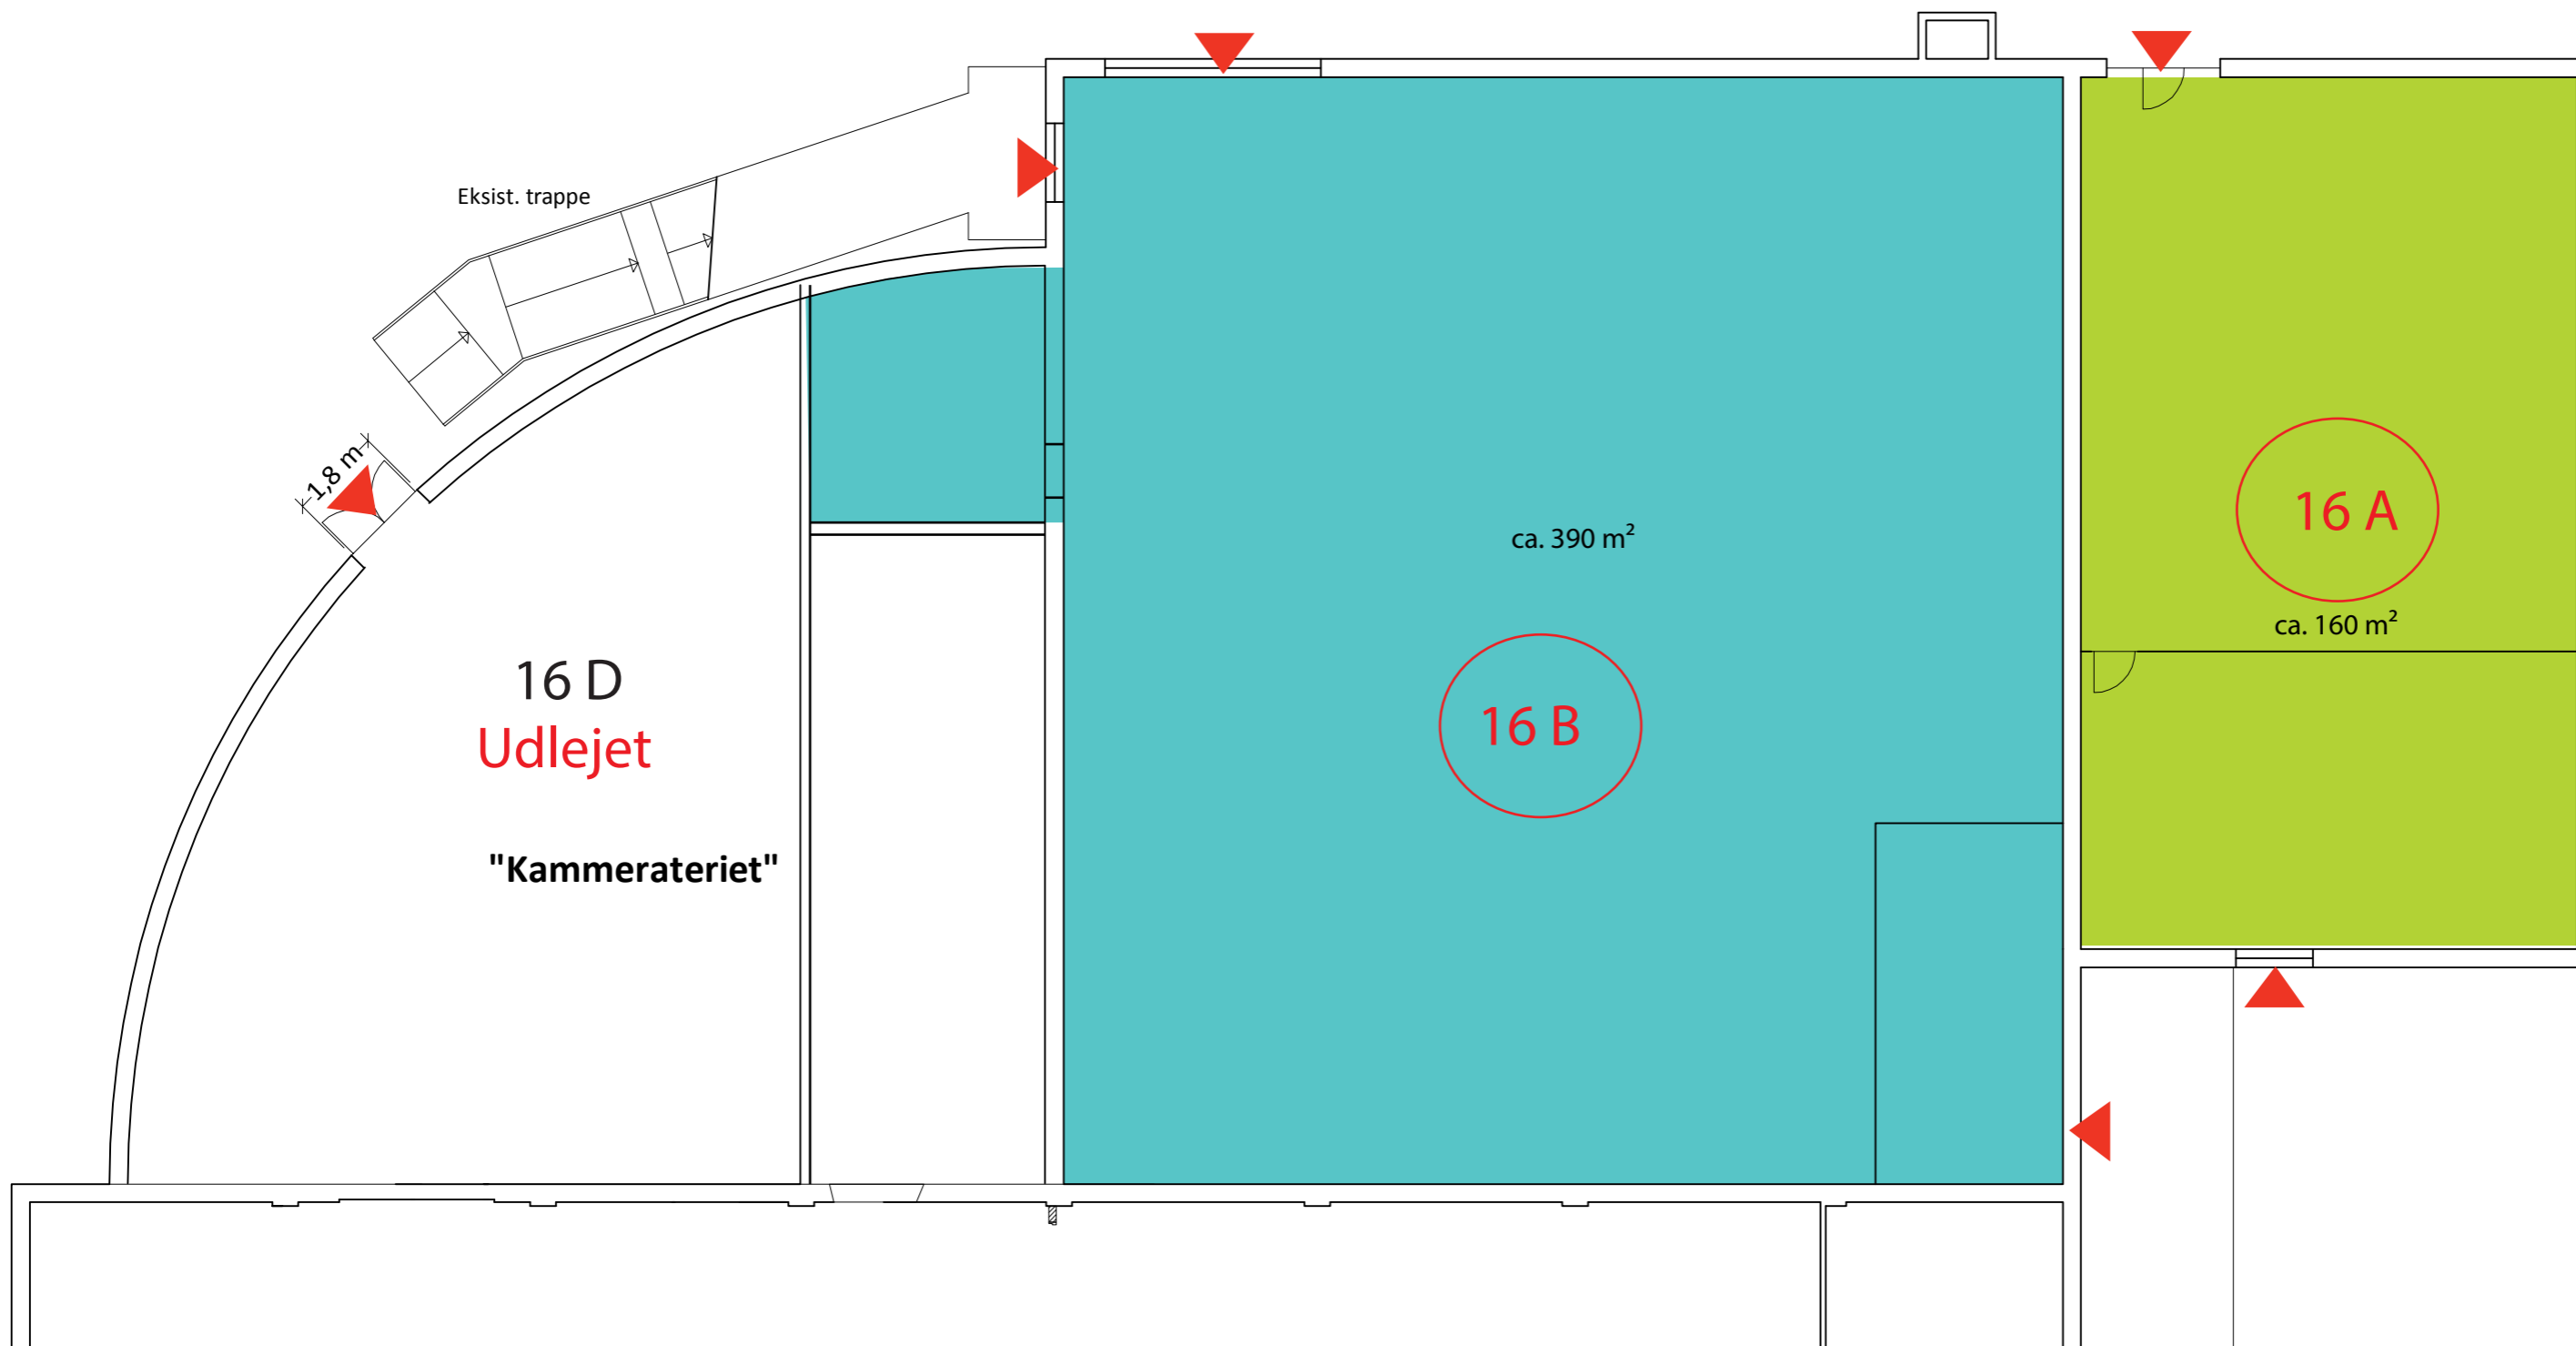 Eksist. trappe
1,8 m
16 D
Udlejet
"Kammerateriet"
ca. 390 m²
16 B
16 A
ca. 160 m²